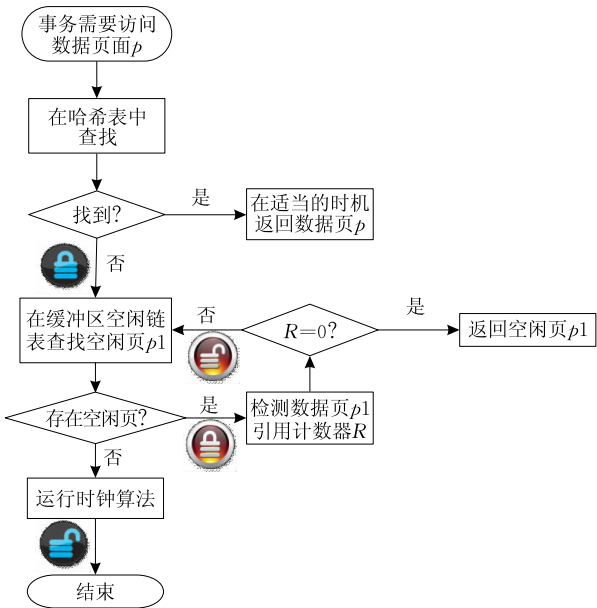 事务需要访问
数据页面p
在哈希表中
查找
找到？
是
在适当的时机
返回数据页p
否
在缓冲区空闲链
表查找空闲页p1
否
R=0？
是
返回空闲页p1
存在空闲页？
是
检测数据页p1
引用计数器R
否
运行时钟算法
结束